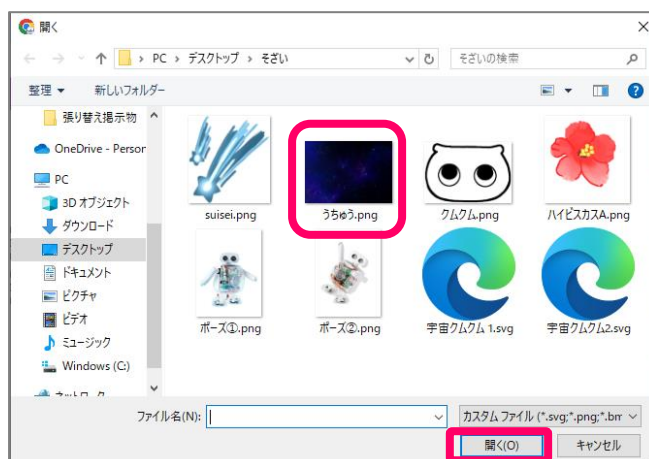 開く
PC › デスクトップ › そざい
そざいの検索
整理
新しいフォルダー
張り替え掲示物
OneDrive - Person
PC
3D オブジェクト
ダウンロード
デスクトップ
ドキュメント
ピクチャ
ビデオ
ミュージック
Windows (C:)
ネットワーク
suisei.png
うちゅう.png
クムクム.png
ハイビスカスA.png
ポーズ①.png
ポーズ②.png
宇宙クムクム 1.svg
宇宙クムクム2.svg
ファイル名(N):
カスタム ファイル (*.svg;*.png;*.bm
開く(O)
キャンセル